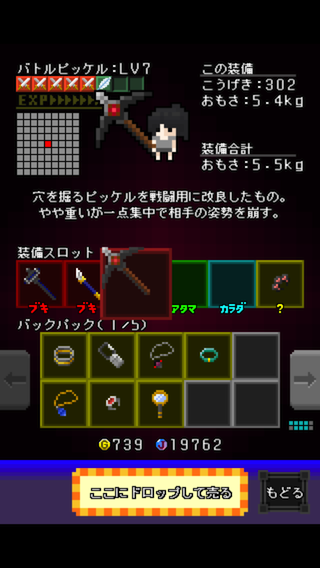 バトルピッケル:LV7
EXP
この装備
こうげき:302
おもさ:5.4kg
装備合計
おもさ:5.5kg
穴を掘るピッケルを戦闘用に改良したもの。
やや重いが一点集中で相手の姿勢を崩す。
装備スロット
ブキ
ブキ
アタマ
カラダ
?
バックパック(1/5)
G739
19762
ここにドロップして売る
もどる